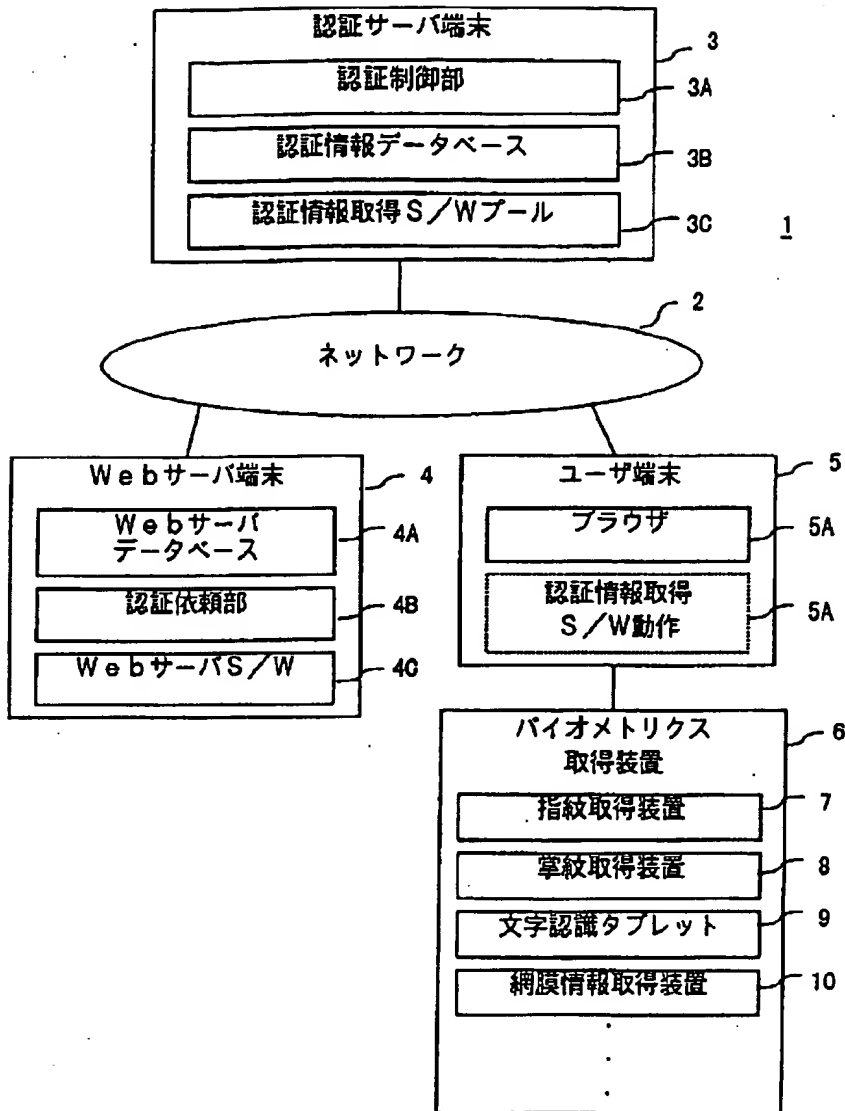 認証サーバ端末
3
認証制御部
3A
認証情報データベース
3B
認証情報取得S／Wプール
3C
1
2
ネットワーク
Webサーバ端末
4
Webサーバ
データベース
4A
認証依頼部
4B
WebサーバS／W
4C
ユーザ端末
5
ブラウザ
5A
認証情報取得
S／W動作
5A
バイオメトリクス
取得装置
6
指紋取得装置
7
掌紋取得装置
8
文字認識タブレット
9
網膜情報取得装置
10